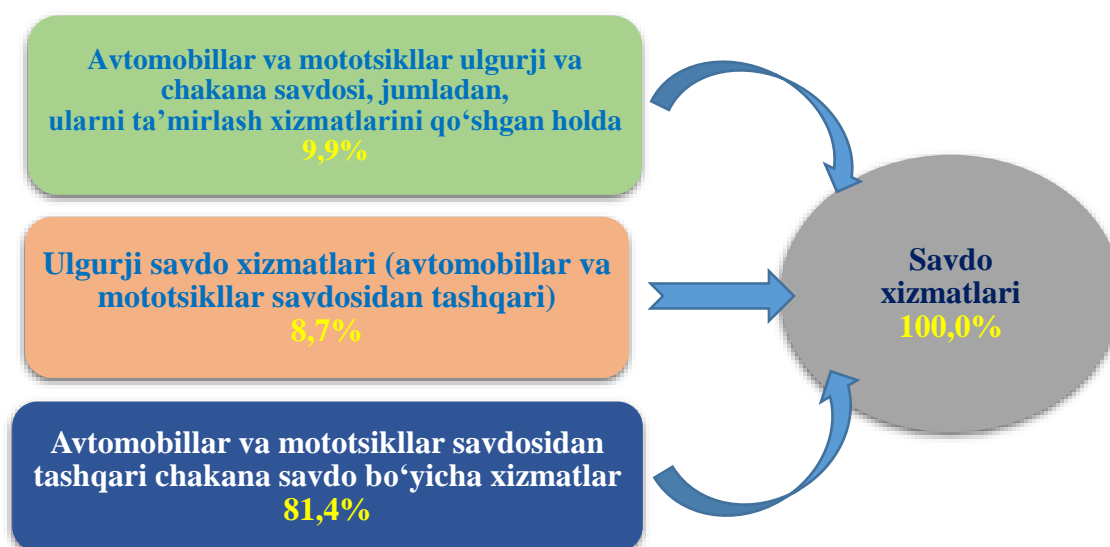 Avtomobillar va mototsikllar ulgurji va
chakana savdosi, jumladan,
ularni ta’mirlash xizmatlarini qo‘shgan holda
9,9%
Ulgurji savdo xizmatlari (avtomobillar va
mototsikllar savdosidan tashqari)
8,7%
Avtomobillar va mototsikllar savdosidan
tashqari chakana savdo bo‘yicha xizmatlar
81,4%
Savdo
xizmatlari
100,0%